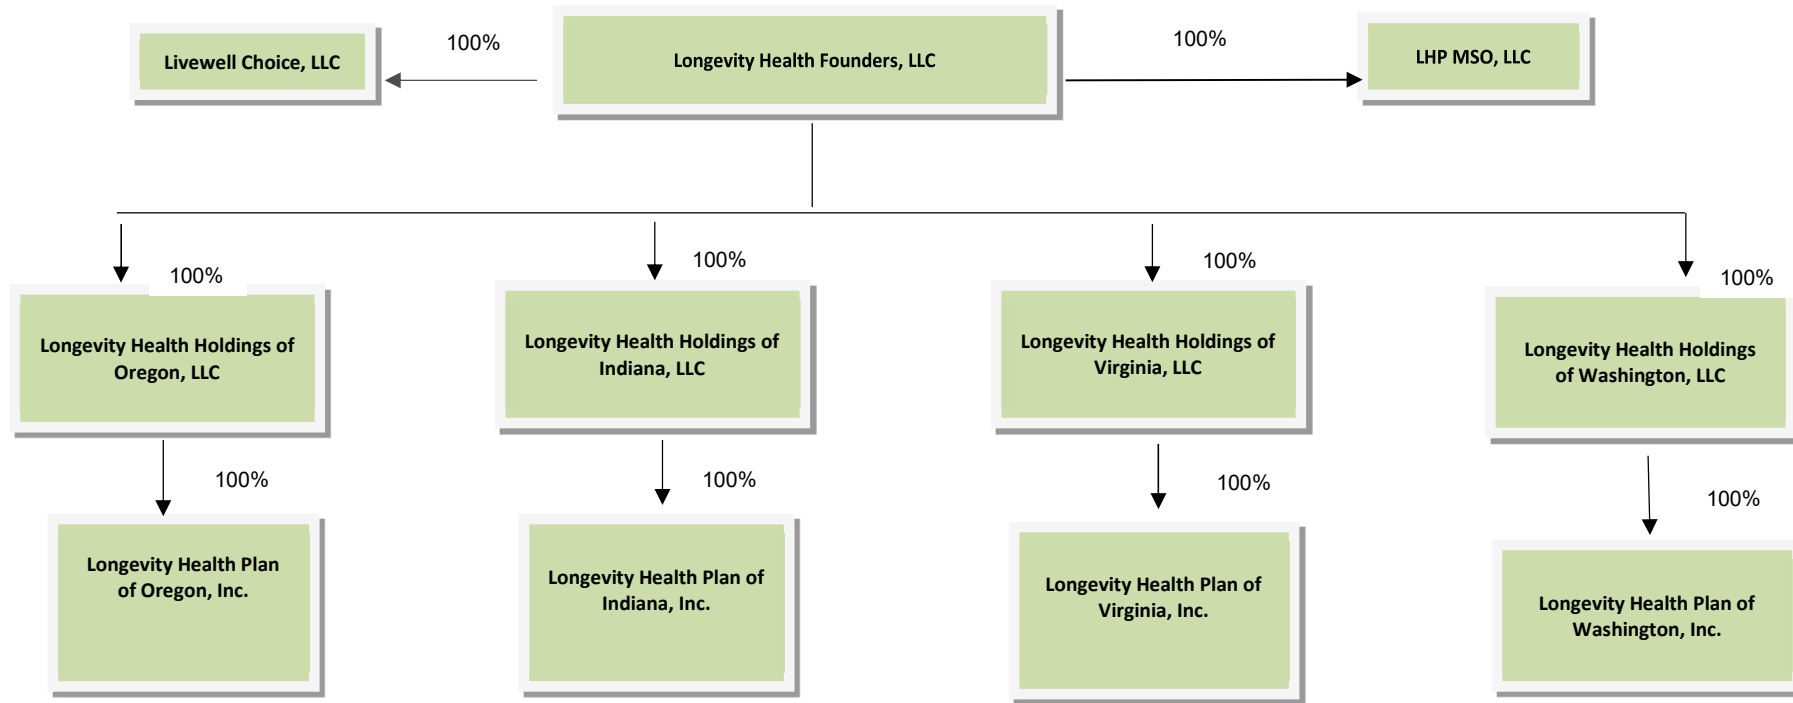 100%
100%
Livewell Choice, LLC
Longevity Health Founders, LLC
LHP MSO, LLC
100%
100%
100%
100%
Longevity Health Holdings of
Oregon, LLC
Longevity Health Holdings of
Indiana, LLC
Longevity Health Holdings of
Virginia, LLC
Longevity Health Holdings
of Washington, LLC
100%
100%
100%
100%
Longevity Health Plan
of Oregon, Inc.
Longevity Health Plan of
Indiana, Inc.
Longevity Health Plan of
Virginia, Inc.
Longevity Health Plan of
Washington, Inc.